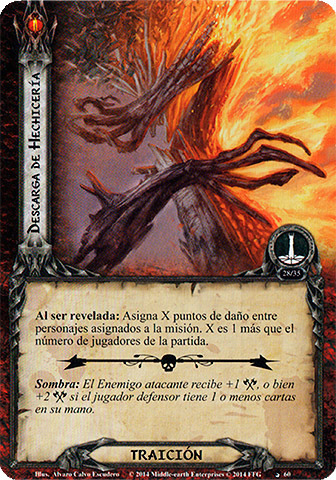 DESCARGA DE HECHICERÍA
28/35
Al ser revelada: Asigna X puntos de daño entre
personajes asignados a la misión. X es 1 más que el
número de jugadores de la partida.
Sombra: El Enemigo atacante recibe +1, o bien
+2 si el jugador defensor tiene 1 o menos cartas
en su mano.
TRAICIÓN
Illus. Alvaro Calvo Escudero © 2014 Middle-earth Enterprises © 2014 FFG 60